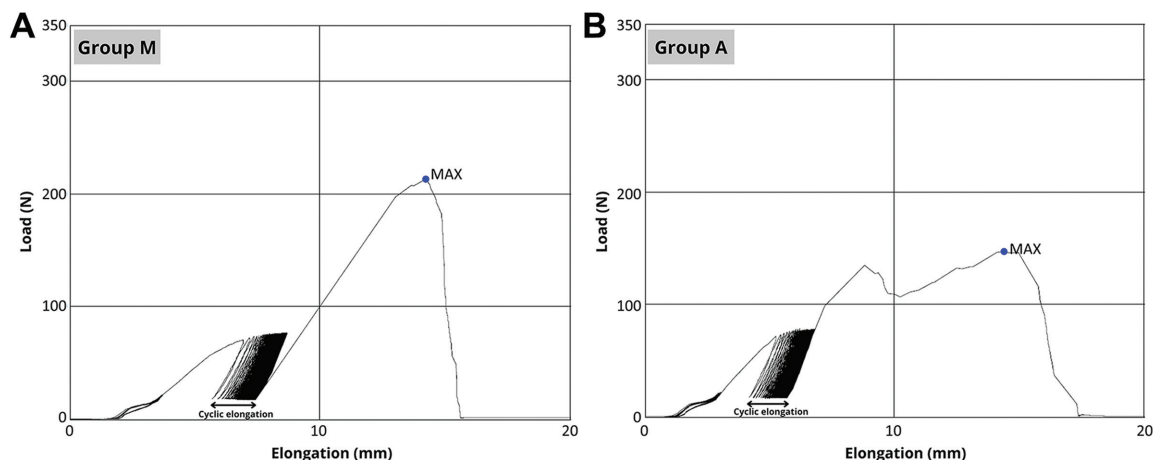 A
Group M
350
300
200
100
0
Load (N)
MAX
Cyclic elongation
0
10
20
Elongation (mm)
B
Group A
350
300
200
100
0
Load (N)
MAX
Cyclic elongation
0
10
20
Elongation (mm)